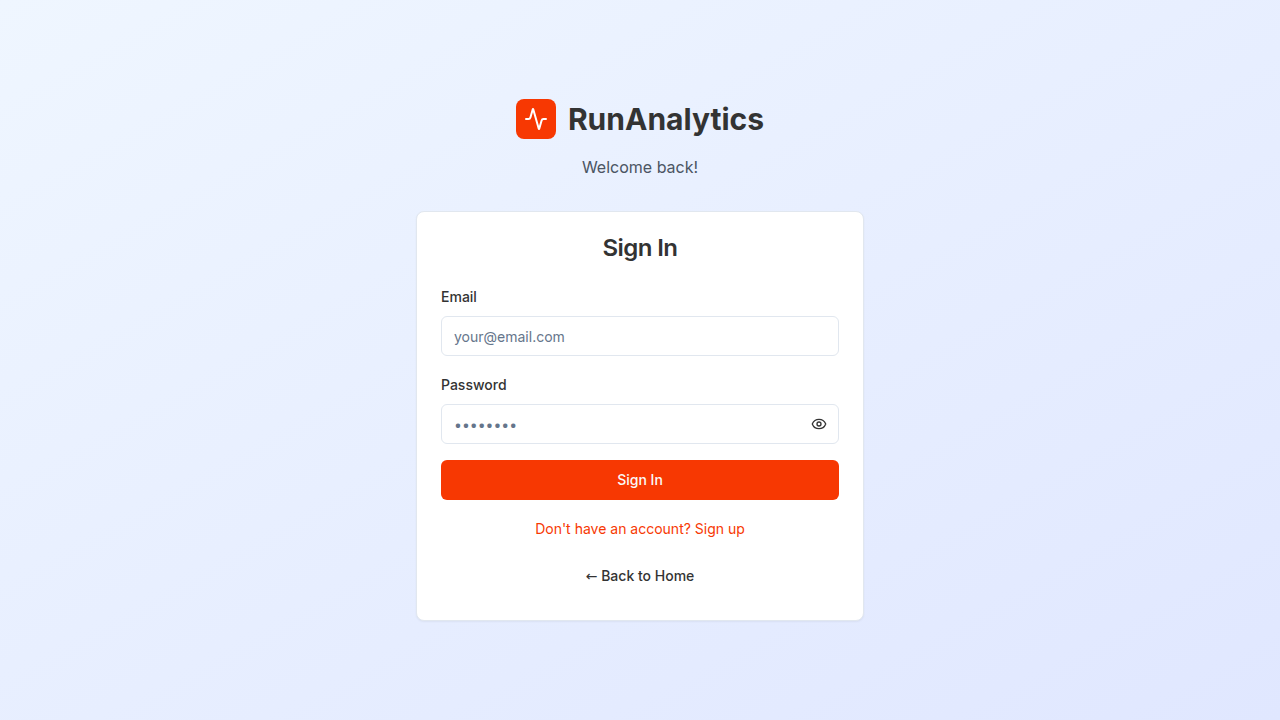 RunAnalytics
Welcome back!
Sign In
Email
your@email.com
Password
••••••••
Sign In
Don't have an account? Sign up
← Back to Home